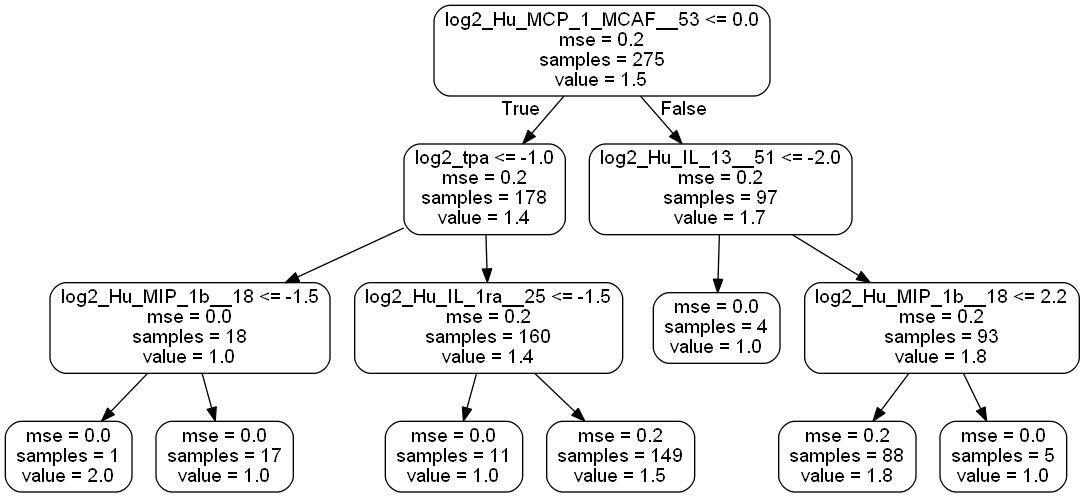 log2_Hu_MCP_1_MCAF__53 <= 0.0
mse = 0.2
samples = 275
value = 1.5
True
False
log2_tpa <= -1.0
mse = 0.2
samples = 178
value = 1.4
log2_Hu_IL_13__51 <= -2.0
mse = 0.2
samples = 97
value = 1.7
log2_Hu_MIP_1b__18 <= -1.5
mse = 0.0
samples = 18
value = 1.0
log2_Hu_IL_1ra__25 <= -1.5
mse = 0.2
samples = 160
value = 1.4
mse = 0.0
samples = 4
value = 1.0
log2_Hu_MIP_1b__18 <= 2.2
mse = 0.2
samples = 93
value = 1.8
mse = 0.0
samples = 1
value = 2.0
mse = 0.0
samples = 17
value = 1.0
mse = 0.0
samples = 11
value = 1.0
mse = 0.2
samples = 149
value = 1.5
mse = 0.2
samples = 88
value = 1.8
mse = 0.0
samples = 5
value = 1.0